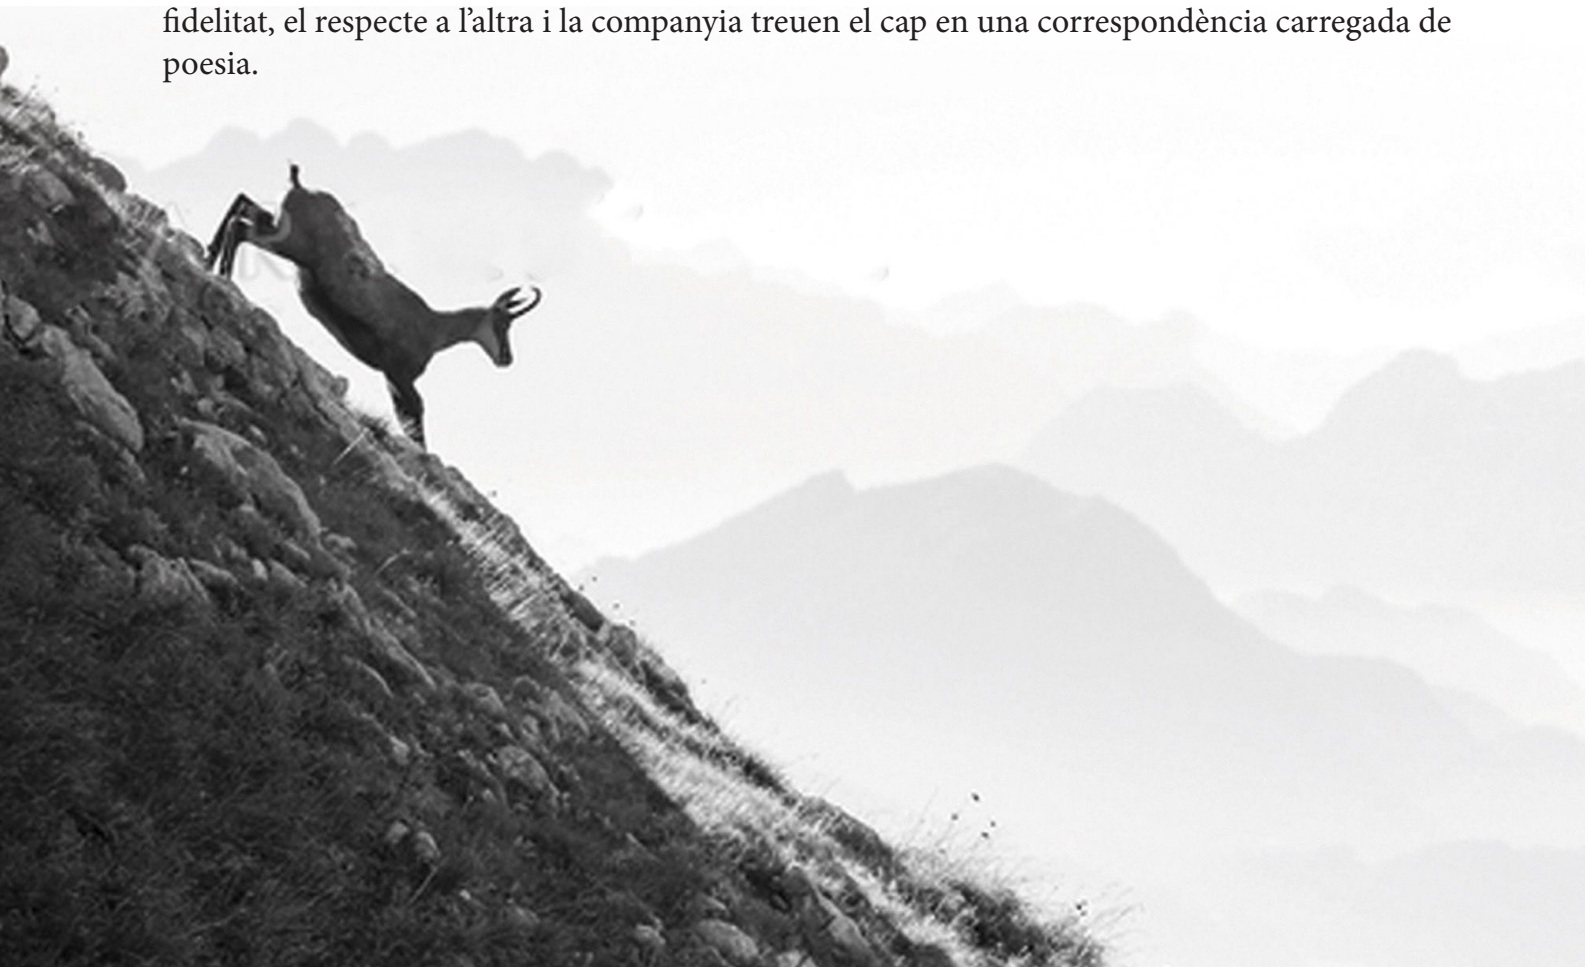 fidelitat, el respecte a l’altra i la companyia treuen el cap en una correspondència carregada de
poesia.